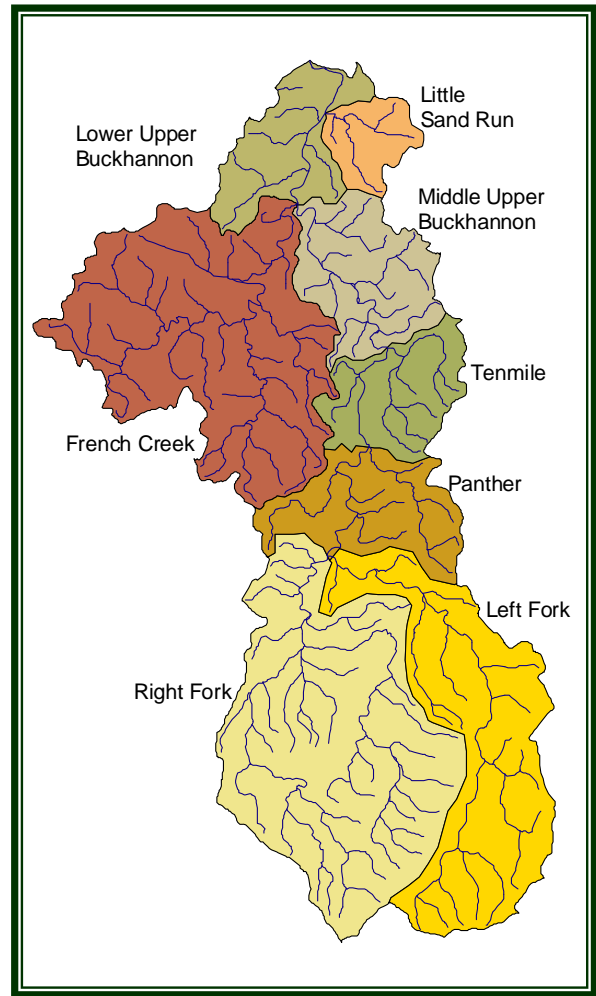 Little
Sand Run
Lower Upper
Buckhannon
Middle Upper
Buckhannon
Tenmile
French Creek
Panther
Left Fork
Right Fork